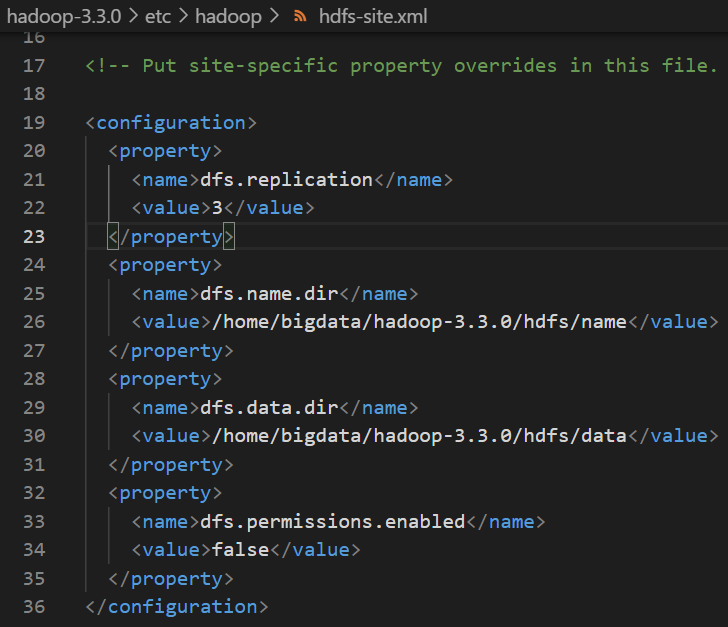 hadoop-3.3.0 > etc > hadoop > hdfs-site.xml
16
17 <!-- Put site-specific property overrides in this file.
18
19 <configuration>
20 <property>
21 <name>dfs.replication</name>
22 <value>3</value>
23 </property>
24 <property>
25 <name>dfs.name.dir</name>
26 <value>/home/bigdata/hadoop-3.3.0/hdfs/name</value>
27 </property>
28 <property>
29 <name>dfs.data.dir</name>
30 <value>/home/bigdata/hadoop-3.3.0/hdfs/data</value>
31 </property>
32 <property>
33 <name>dfs.permissions.enabled</name>
34 <value>false</value>
35 </property>
36 </configuration>